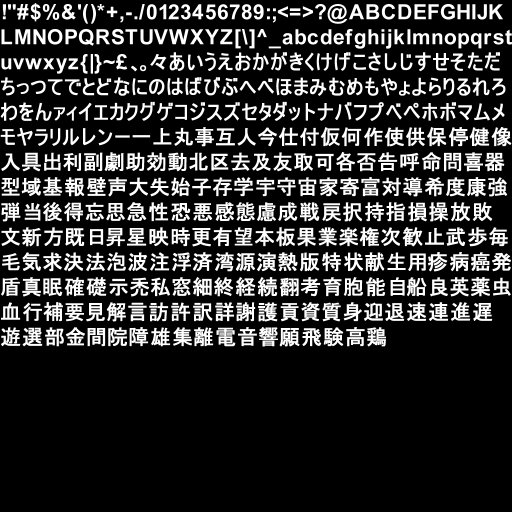 !"#$%&'()*+,-./0123456789:;<=>?@ABCDEFGHIJK
LMNOPQRSTUVWXYZ[\]^_abcdefghijklmnopqrst
uvwxyz{|}~£、。々あいうえおかがきくけげこさしじすせそただ
ちっつてでとどなにのはばびぶへべほまみむめもやょよらりるれろ
わをんァィイエカクグゲコジスズセタダットナバフプベペホボマムメ
モヤラリルレンー一上丸事互人今仕付仮何作使供保停健像
入具出利副劇助効動北区去及友取可各否告呼命問喜器
型域基報壁声大失始子存学宇守宙家寄富対導希度康強
弾当後得忘思急性恐悪感態慮成戦戻択持指損操放敗
文新方既日昇星映時更有望本板果業楽権次歓止武歩毎
毛気求決法泡波注浮済湾源演熱版特状献生用疹病癌発
盾真眠確礎示禿私窓細終経続翻考育胞能自船良英薬虫
血行補要見解言訪許訳詳謝護貢資質身迎退速連進遅
遊選部金間院障雄集離電音響願飛験高鶏